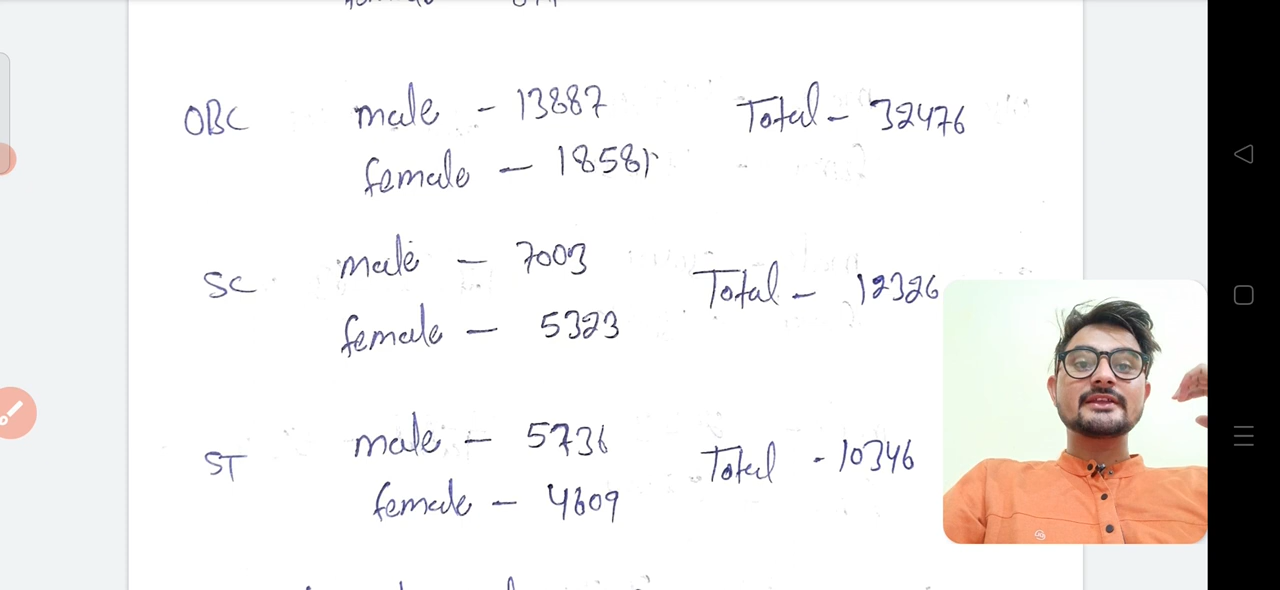 OBC male - 13887 Total - 32476
female - 18581
SC male - 7003 Total - 12326
female - 5323
ST male - 5736 Total - 10346
female - 4609